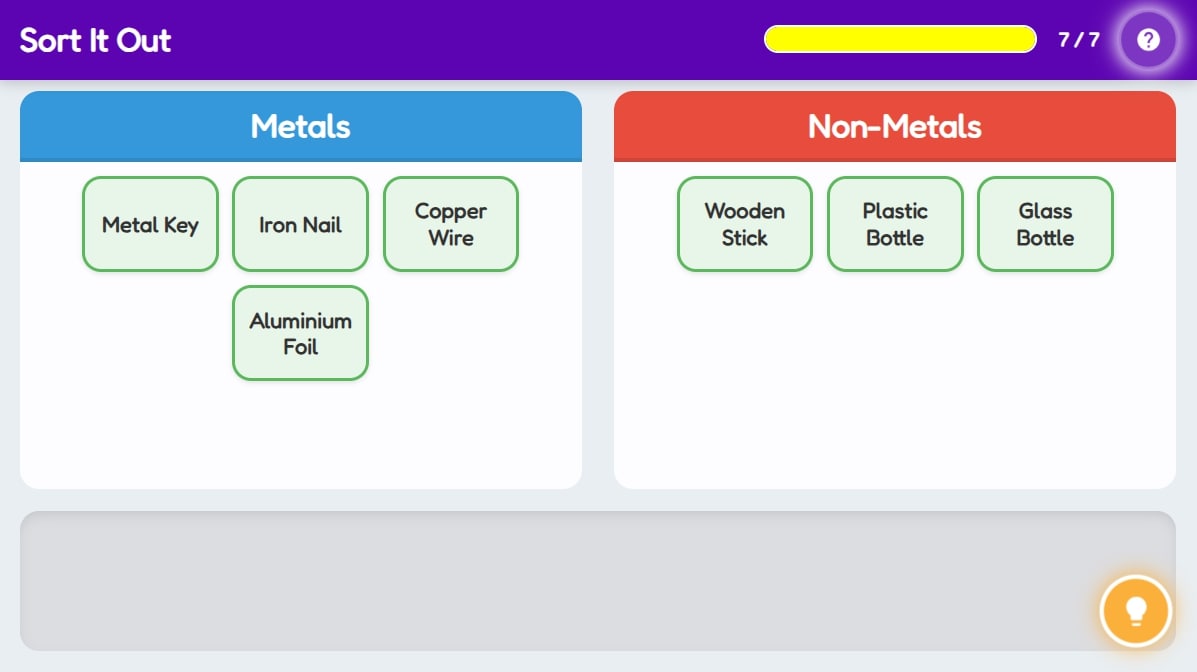 Sort It Out
7 / 7
?
Metals
Non-Metals
Metal Key
Iron Nail
Copper
Wire
Aluminium
Foil
Wooden
Stick
Plastic
Bottle
Glass
Bottle